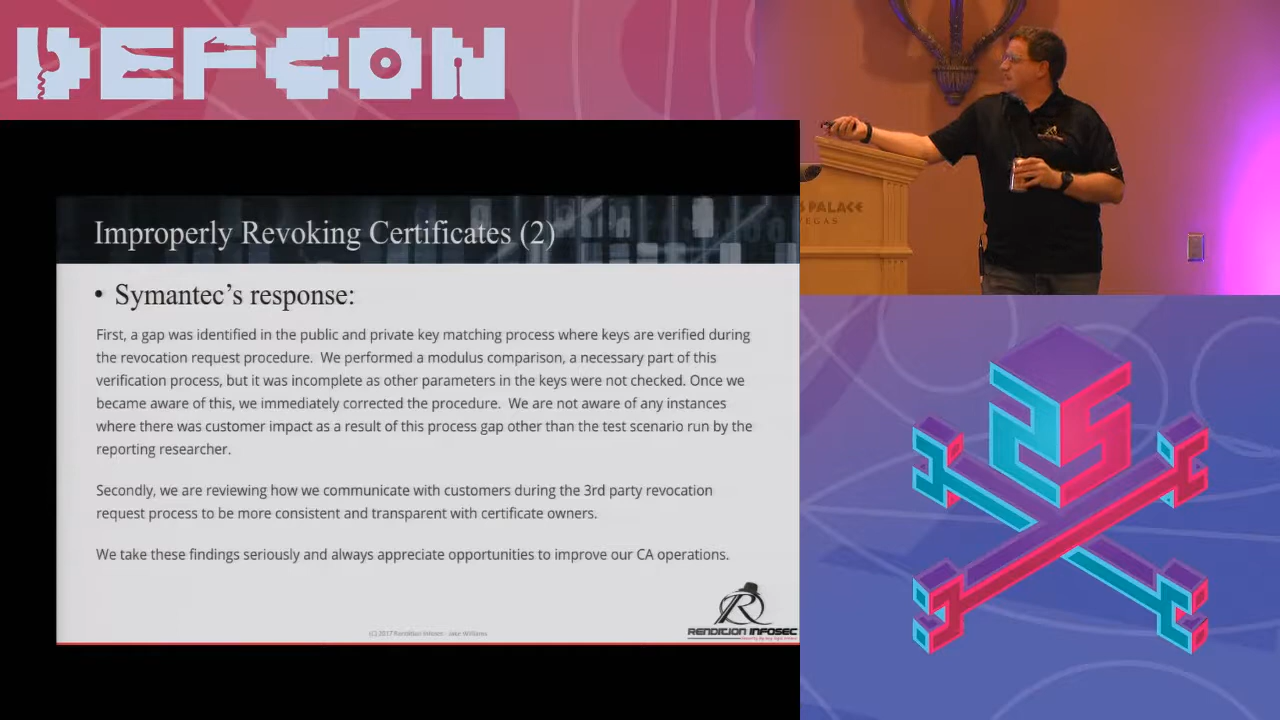 DEFCON
S PALACE
VEGAS
Improperly Revoking Certificates (2)
• Symantec’s response:
First, a gap was identified in the public and private key matching process where keys are verified during
the revocation request procedure.  We performed a modulus comparison, a necessary part of this
verification process, but it was incomplete as other parameters in the keys were not checked. Once we
became aware of this, we immediately corrected the procedure.  We are not aware of any instances
where there was customer impact as a result of this process gap other than the test scenario run by the
reporting researcher.
Secondly, we are reviewing how we communicate with customers during the 3rd party revocation
request process to be more consistent and transparent with certificate owners.
We take these findings seriously and always appreciate opportunities to improve our CA operations.
R
RENDITION INFOSEC
(C) 2017 Rendition Infosec - Jake Williams
25